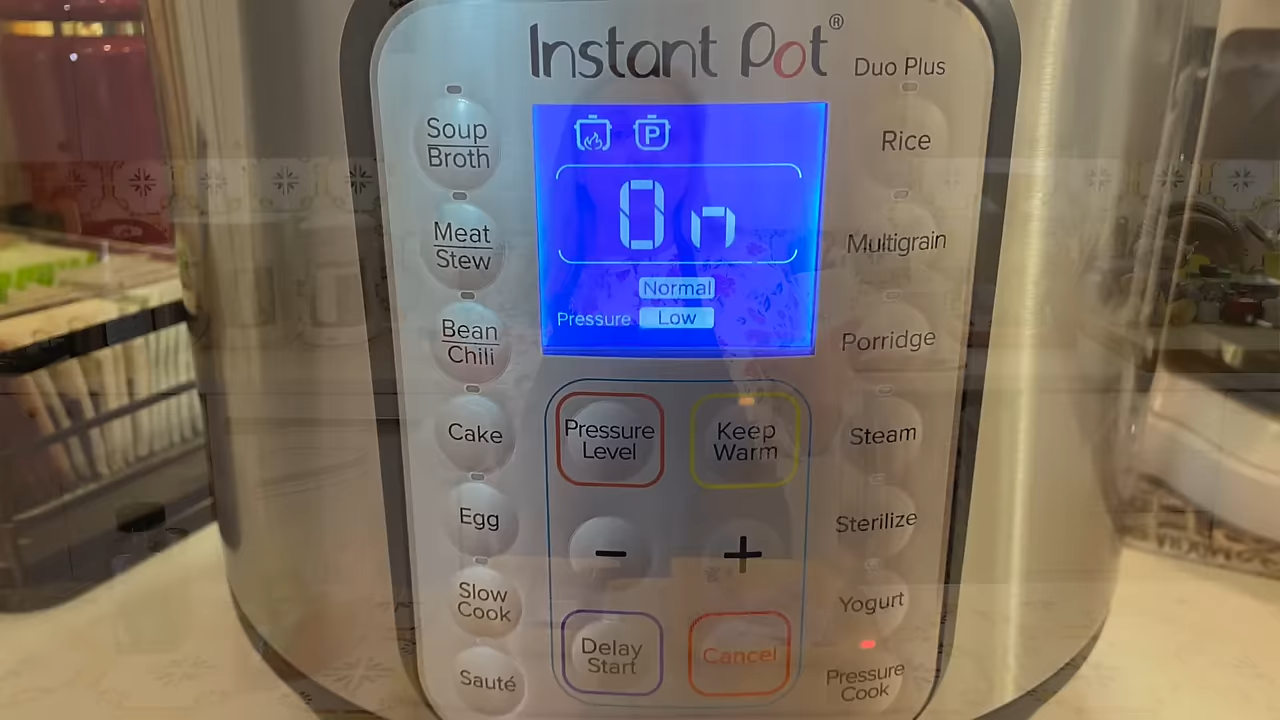 Instant Pot®
Duo Plus
Soup
Broth
Meat
Stew
Bean
Chili
Cake
Egg
Slow
Cook
Sauté
P
On
Normal
Pressure Low
Pressure
Level
Keep
Warm
−
+
Delay
Start
Cancel
Rice
Multigrain
Porridge
Steam
Sterilize
Yogurt
Pressure
Cook